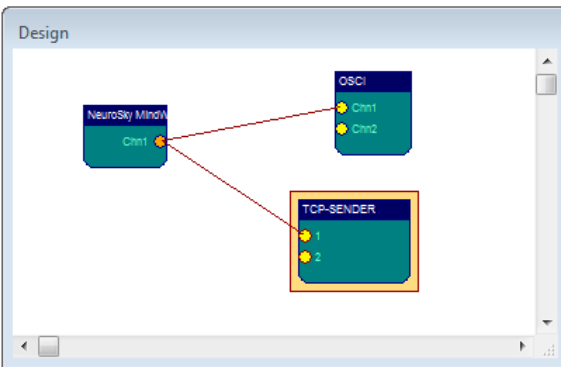 Design
NeuroSky MindW
Chn1
OSCI
Chn1
Chn2
TCP-SENDER
1
2